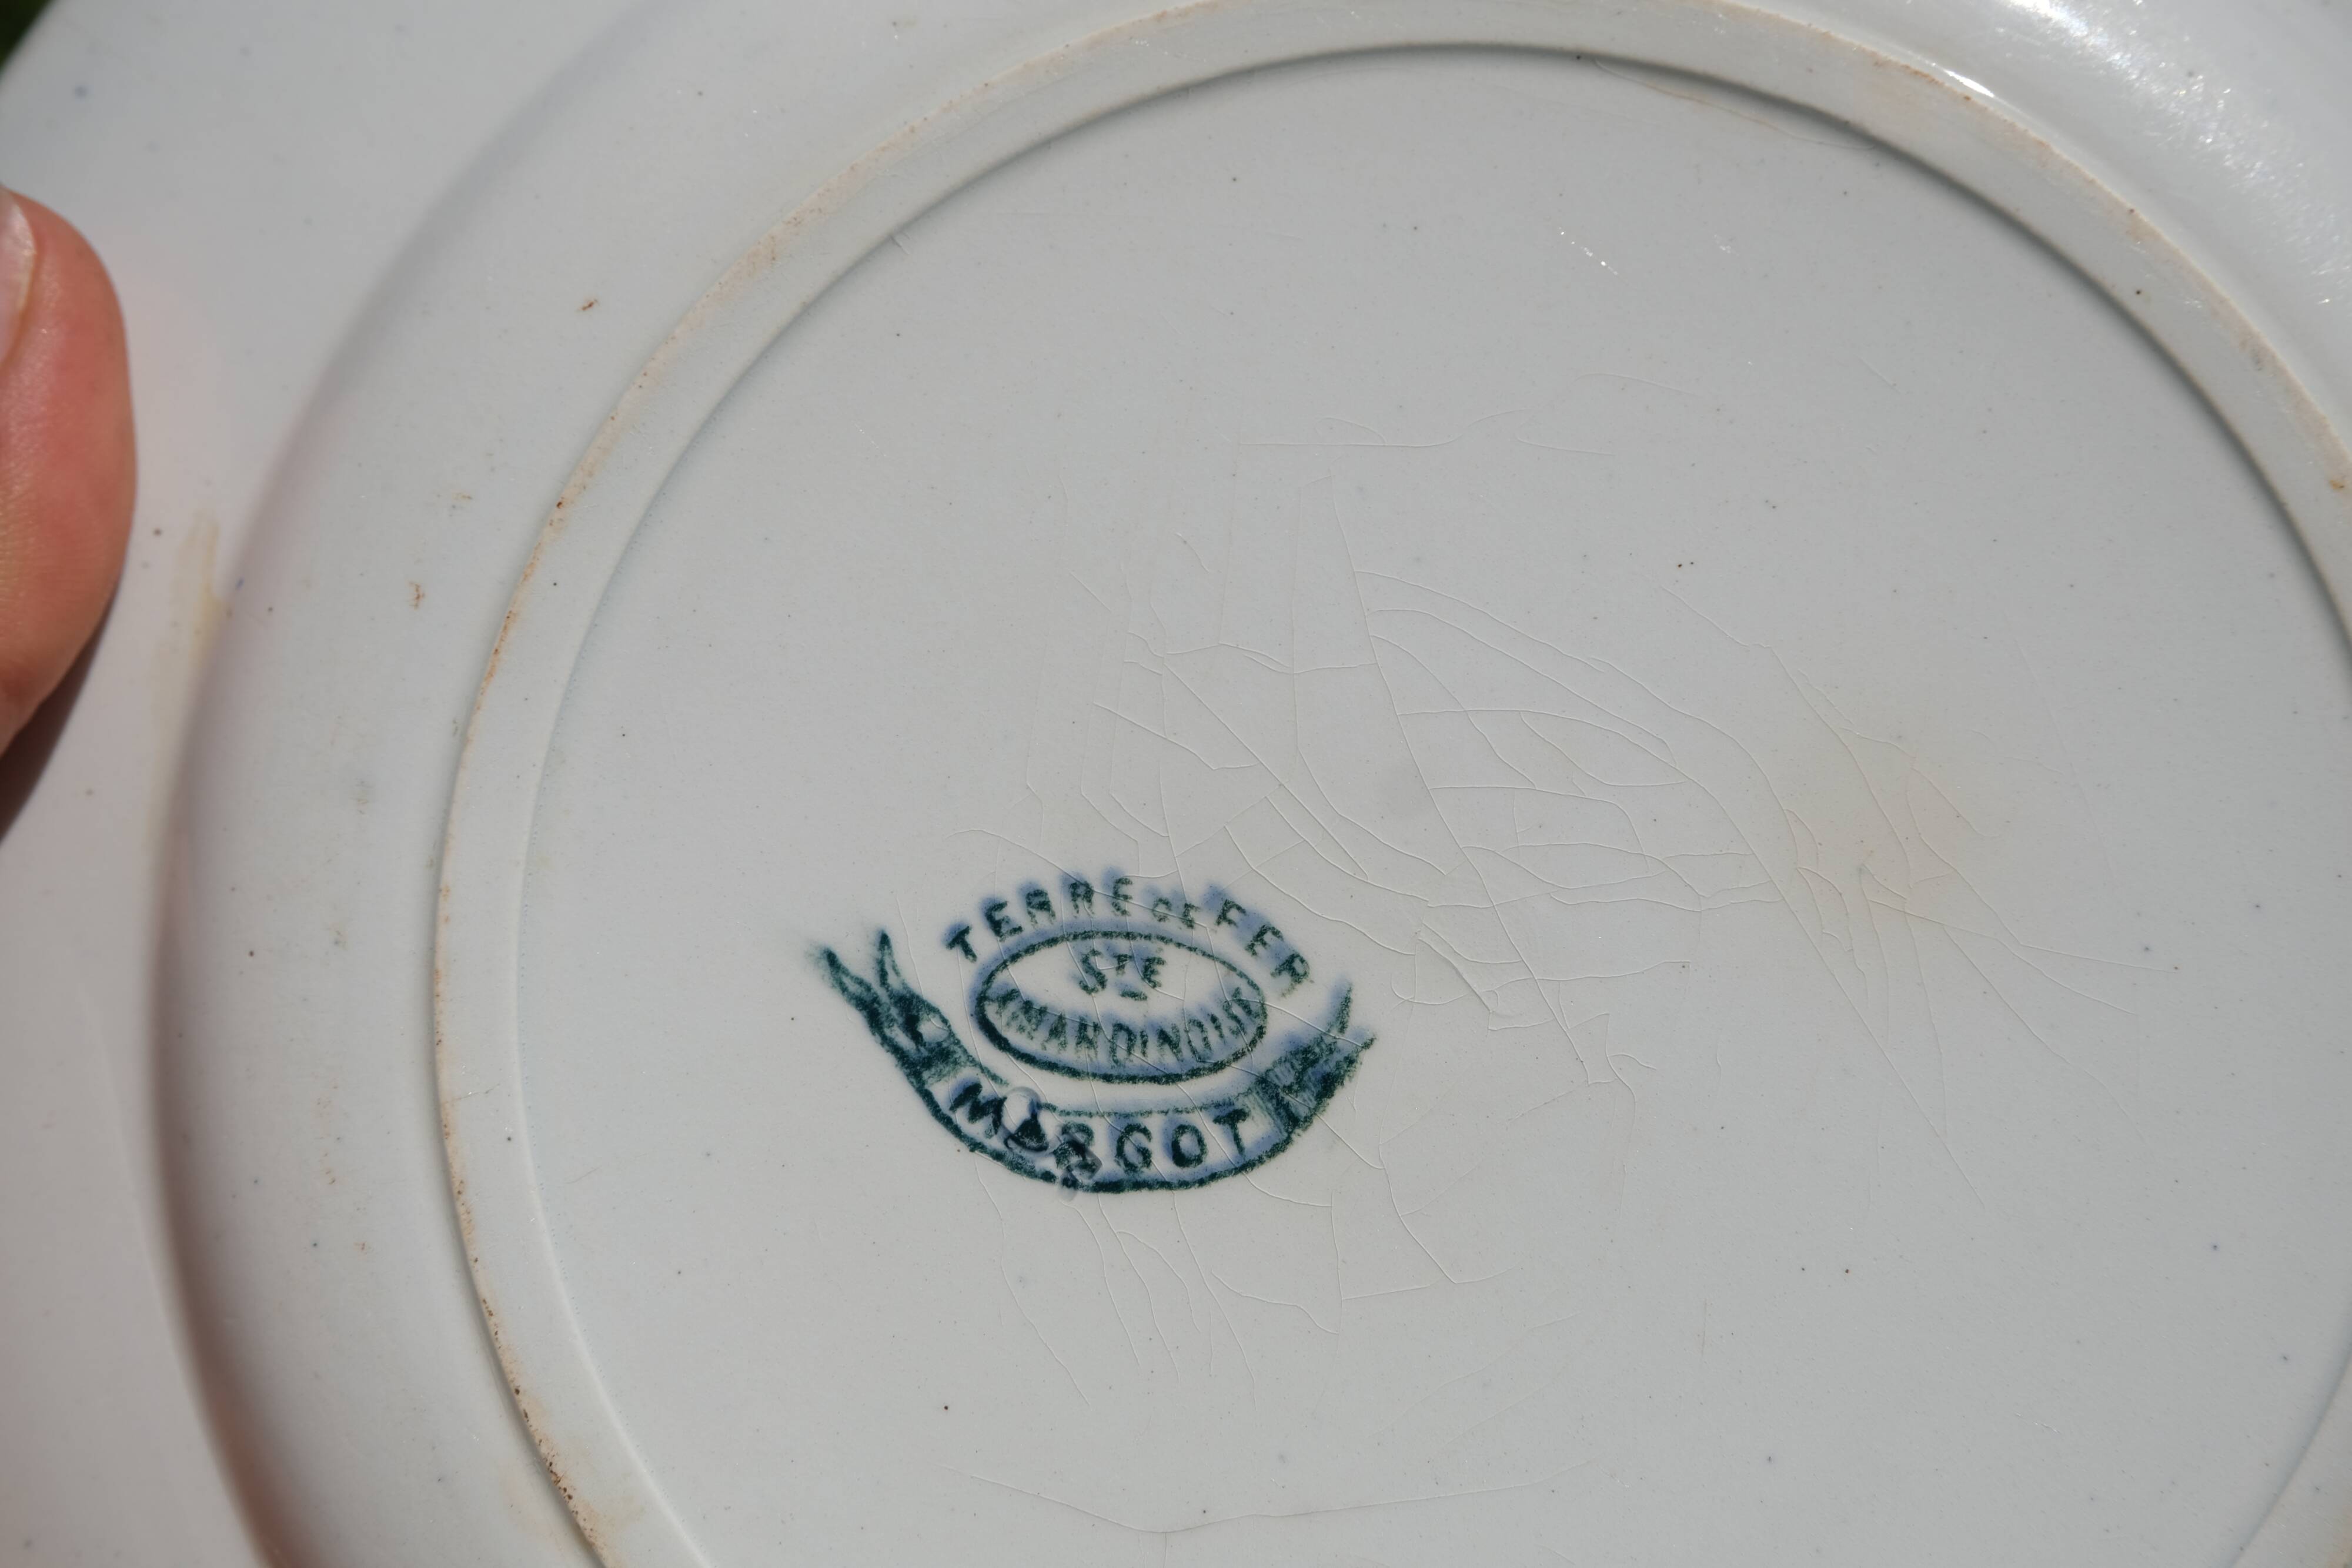 TERRE DE FER
STE
AMANDINOISE
MARGOT